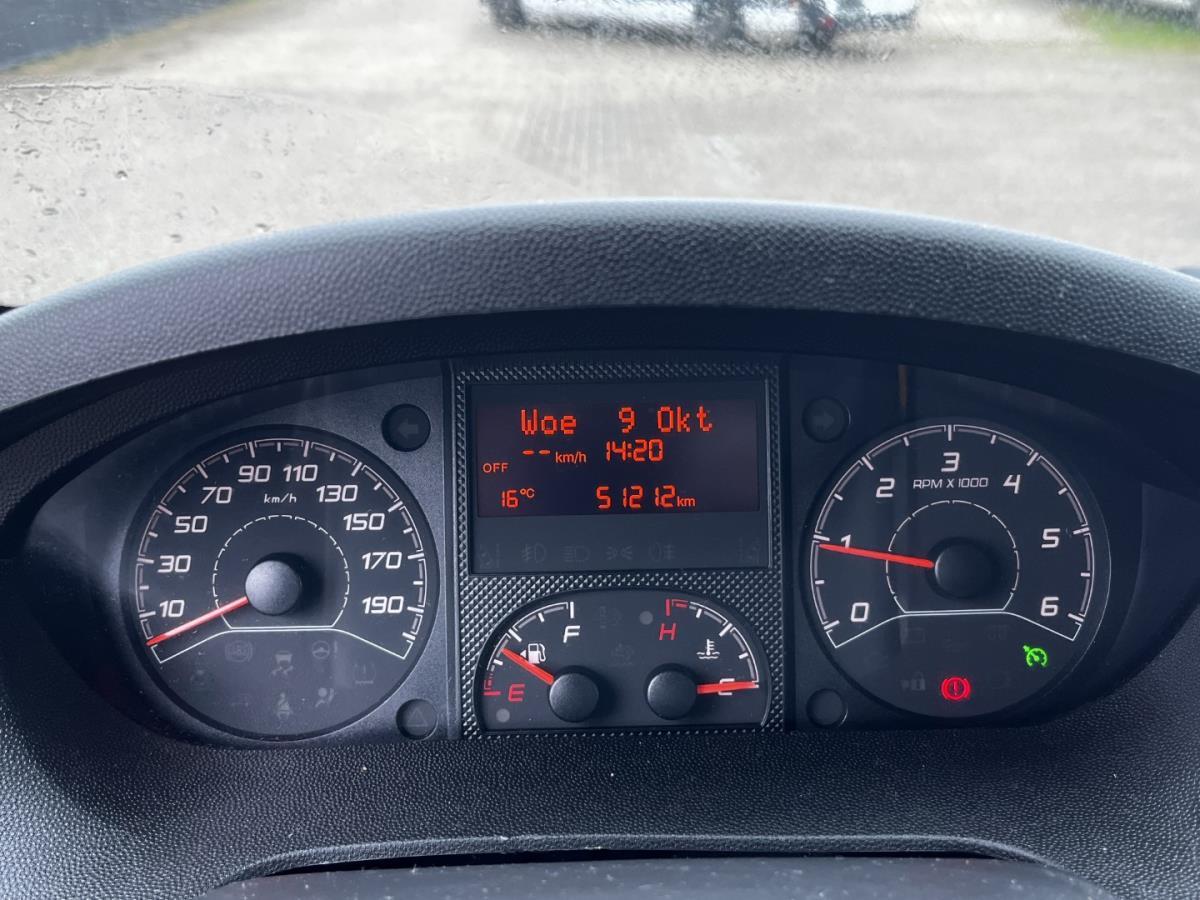 Woe 9 Okt
-- km/h 14:20
OFF
16°C 51212 km
10 30 50 70 90 110 130 150 170 190
km/h
E F
H C
0 1 2 3 4 5 6
RPM X 1000